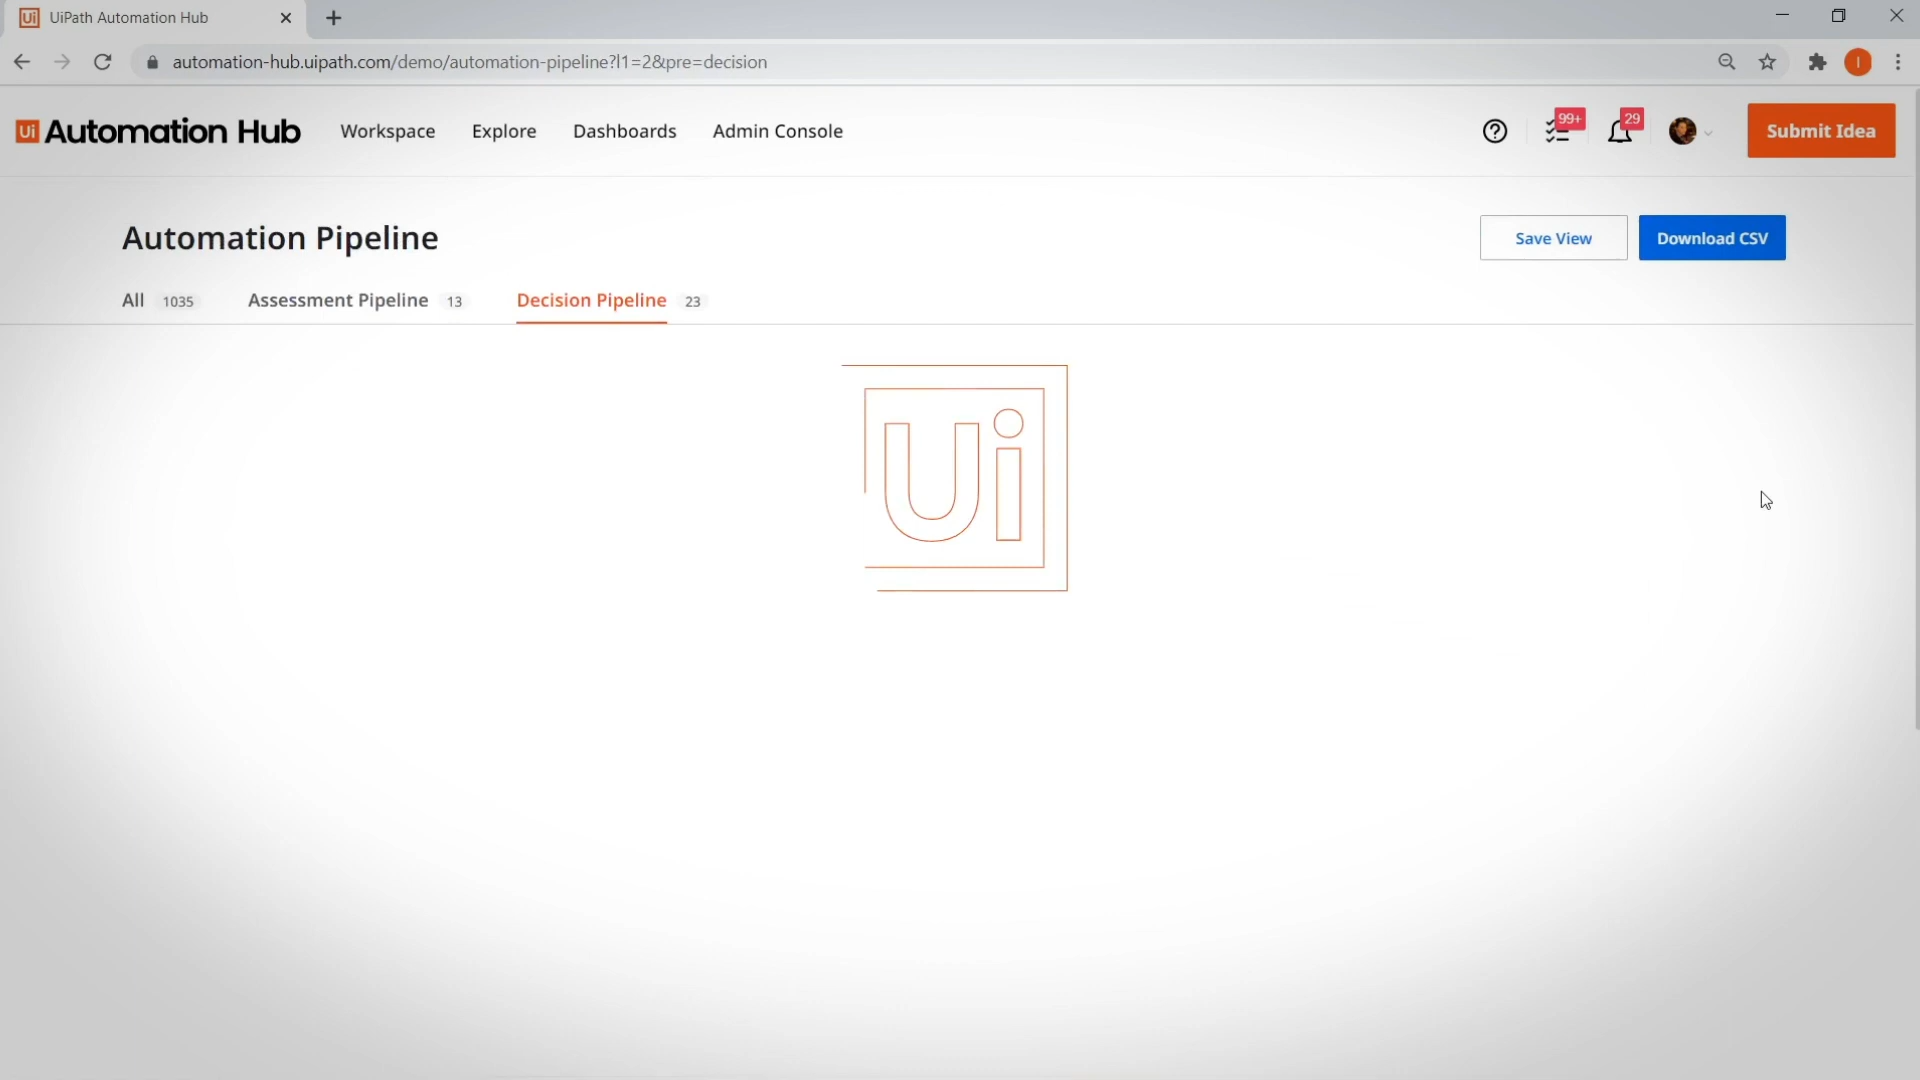 Ui UiPath Automation Hub
automation-hub.uipath.com/demo/automation-pipeline?l1=2&pre=decision
I
Ui Automation Hub Workspace Explore Dashboards Admin Console 99+ 29 Submit Idea
Automation Pipeline Save View Download CSV
All 1035 Assessment Pipeline 13 Decision Pipeline 23
Ui